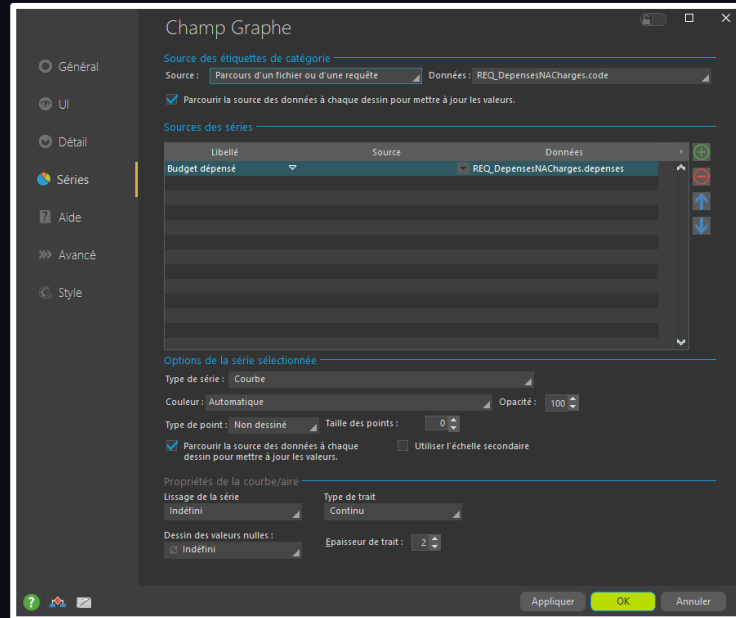 Champ Graphe
Général
UI
Détail
Séries
Aide
Avancé
Style
Source des étiquettes de catégorie
Source : Parcours d'un fichier ou d'une requête Données : REQ_DepensesNACharges.code
Parcourir la source des données à chaque dessin pour mettre à jour les valeurs.
Sources des séries
Libellé Source Données
Budget dépensé REQ_DepensesNACharges.depenses
Options de la série sélectionnée
Type de série : Courbe
Couleur : Automatique Opacité : 100
Type de point : Non dessiné Taille des points : 0
Parcourir la source des données à chaque Utiliser l'échelle secondaire
dessin pour mettre à jour les valeurs.
Propriétés de la courbe/aire
Lissage de la série Type de trait
Indéfini Continu
Dessin des valeurs nulles : Epaisseur de trait : 2
∅ Indéfini
? Appliquer OK Annuler